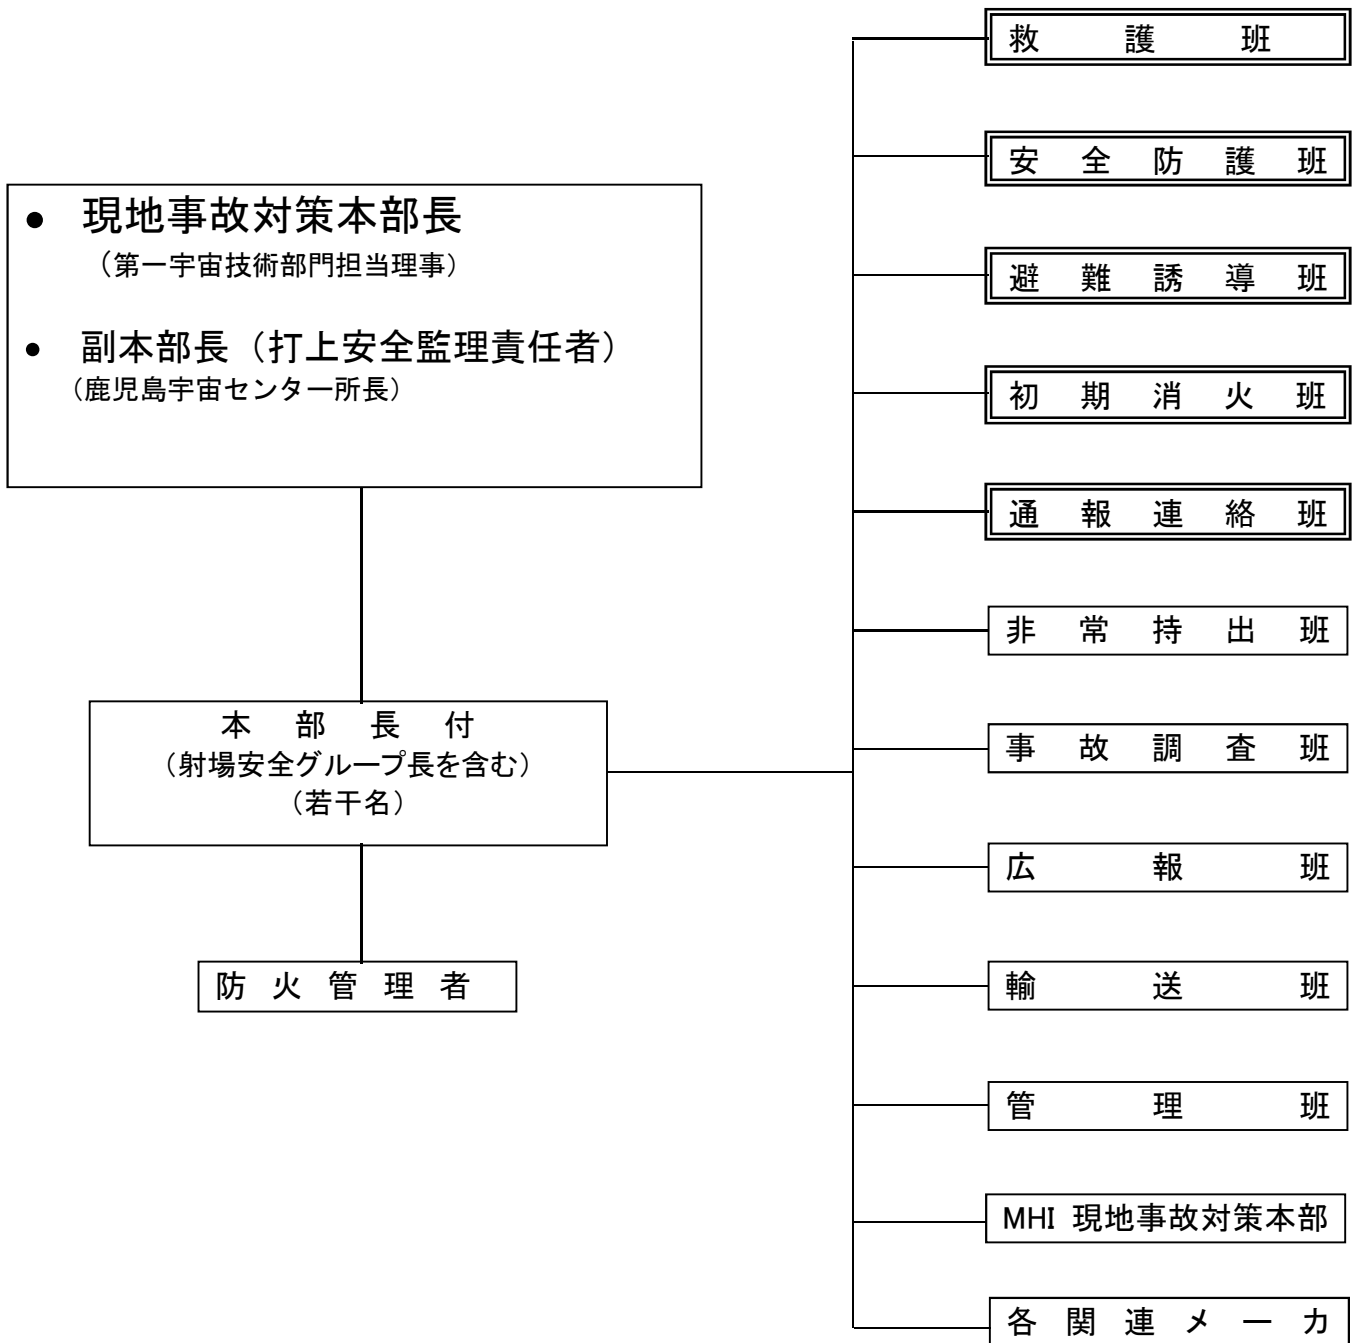 ● 現地事故対策本部長
（第一宇宙技術部門担当理事）
● 副本部長（打上安全監理責任者）
（鹿児島宇宙センター所長）
本部長付
（射場安全グループ長を含む）
（若干名）
防火管理者
救護班
安全防護班
避難誘導班
初期消火班
通報連絡班
非常持出班
事故調査班
広報班
輸送班
管理班
MHI 現地事故対策本部
各関連メーカ